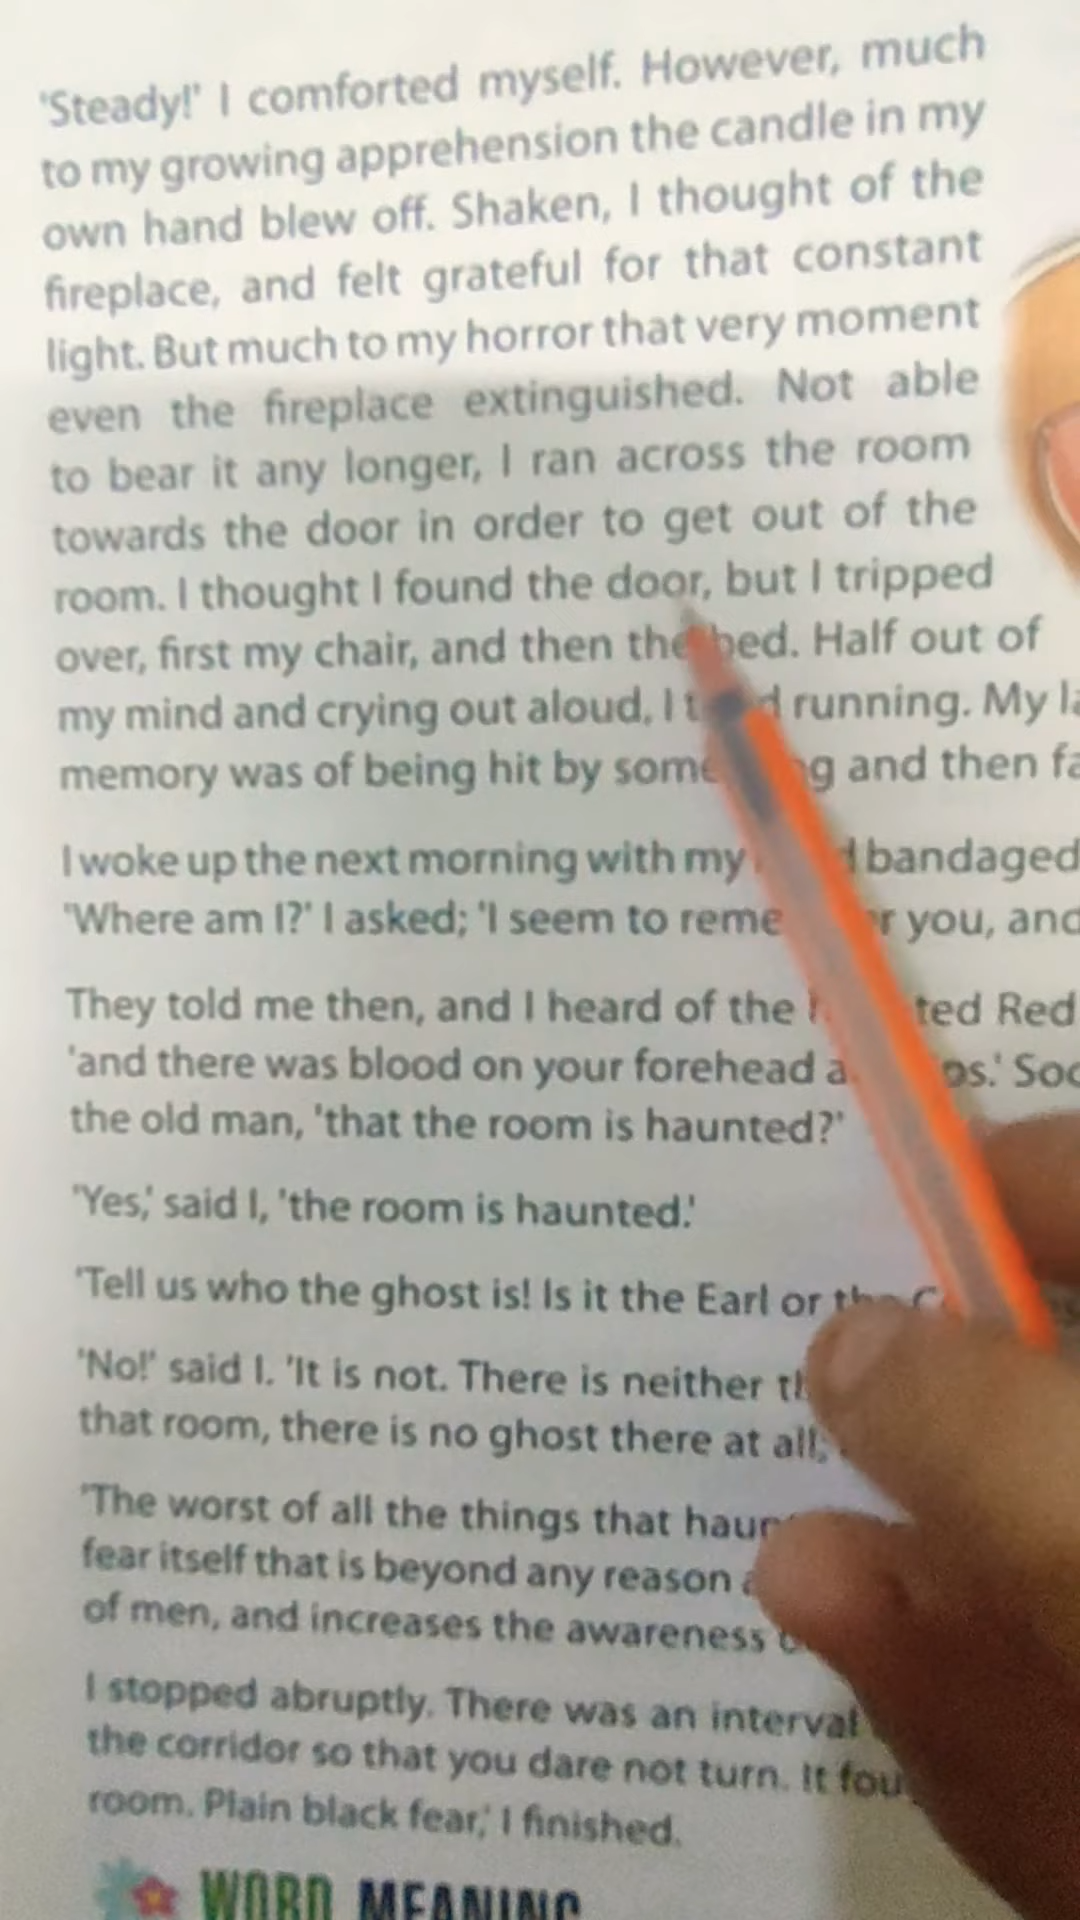 'Steady!' I comforted myself. However, much
to my growing apprehension the candle in my
own hand blew off. Shaken, I thought of the
fireplace, and felt grateful for that constant
light. But much to my horror that very moment
even the fireplace extinguished. Not able
to bear it any longer, I ran across the room
towards the door in order to get out of the
room. I thought I found the door, but I tripped
over, first my chair, and then the bed. Half out of
my mind and crying out aloud, I running. My
memory was of being hit by and then
I woke up the next morning with my bandaged
'Where am I?' I asked; 'I seem to you, and
They told me then, and I heard of the Red
'and there was blood on your forehead
the old man, 'that the room is haunted?'
'Yes,' said I, 'the room is haunted.'
'Tell us who the ghost is! Is it the Earl or
'No!' said I. 'It is not. There is neither
that room, there is no ghost there at all,
'The worst of all the things that
fear itself that is beyond any reason
of men, and increases the awareness
I stopped abruptly. There was an interval
the corridor so that you dare not turn. It
room. Plain black fear,' I finished.
WORD MEANING